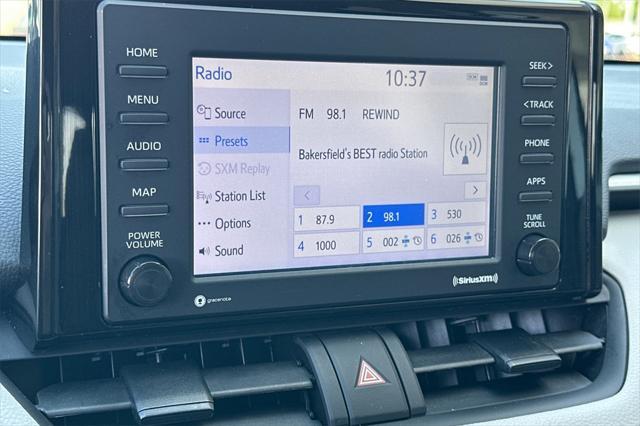 HOME
MENU
AUDIO
MAP
POWER
VOLUME
Radio
10:37
Source
Presets
SXM Replay
Station List
Options
Sound
FM 98.1 REWIND
Bakersfield's BEST radio Station
<
>
1 87.9
2 98.1
3 530
4 1000
5 002
6 026
SEEK >
< TRACK
PHONE
APPS
TUNE
SCROLL
gracenote
((SiriusXM))